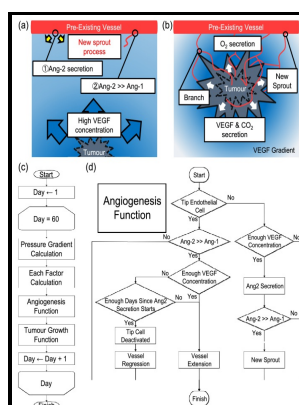 (a)
Pre-Existing Vessel
New sprout
process
①Ang-2 secretion
②Ang-2 >> Ang-1
High VEGF
concentration
Tumour
(b)
Pre-Existing Vessel
O₂ secretion
Tumour
New
Sprout
Branch
VEGF & CO₂
secretion
VEGF Gradient
(c)
Start
Day ← 1
Day = 60
Pressure Gradient
Calculation
Each Factor
Calculation
Angiogenesis
Function
Tumour Growth
Function
Day ← Day + 1
Day
Finish
(d)
Angiogenesis
Function
Start
Tip Endothelial
Cell
No
Yes
Ang-2 >> Ang-1
No
Yes
Enough VEGF
Concentration
No
Yes
Enough Days Since Ang2
Secretion Starts
No
Yes
Tip Cell
Deactivated
Vessel
Regression
Vessel
Extension
Enough VEGF
Concentration
No
Yes
Ang2 Secretion
Ang-2 >> Ang-1
No
Yes
New Sprout
Finish